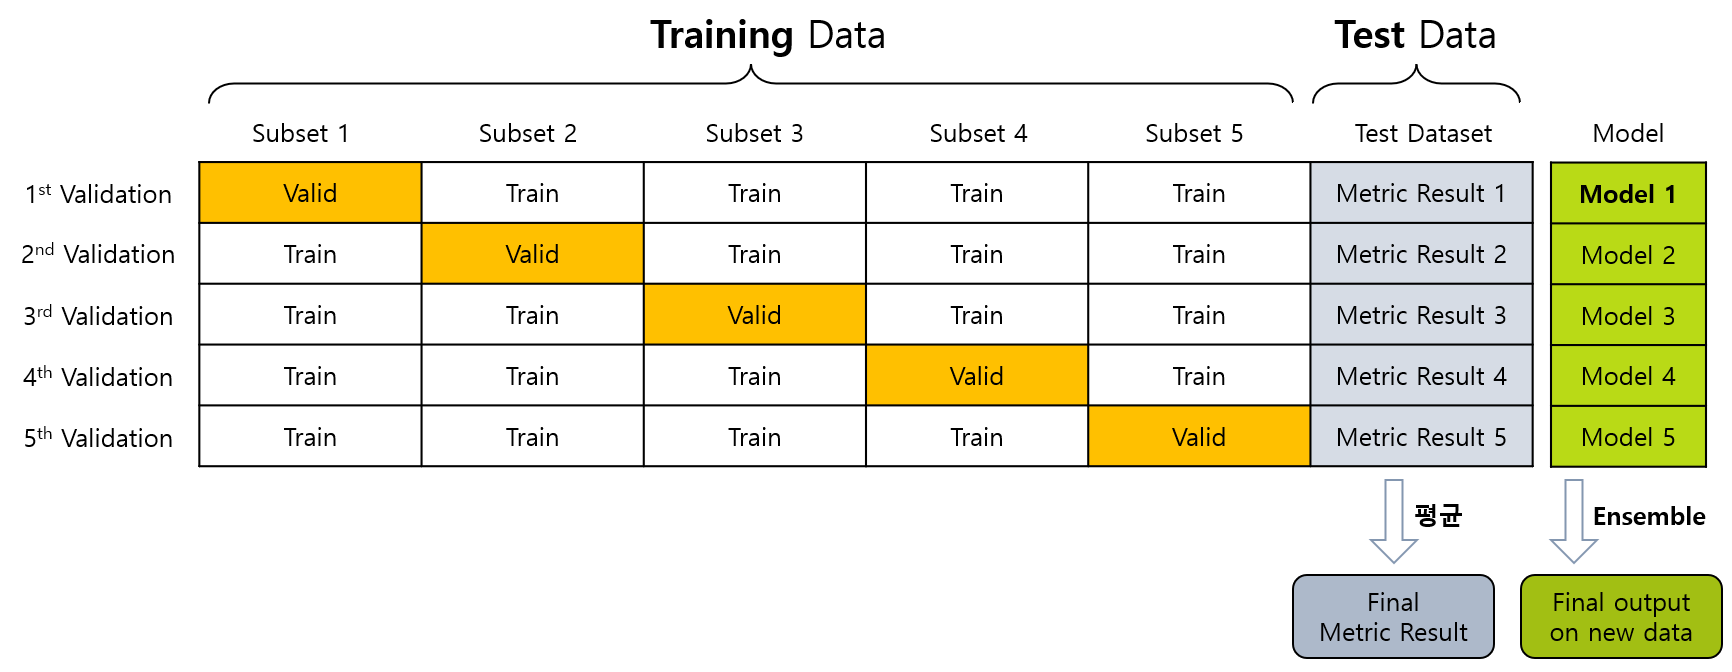 Training Data Test Data
Subset 1 Subset 2 Subset 3 Subset 4 Subset 5 Test Dataset Model
1st Validation Valid Train Train Train Train Metric Result 1 Model 1
2nd Validation Train Valid Train Train Train Metric Result 2 Model 2
3rd Validation Train Train Valid Train Train Metric Result 3 Model 3
4th Validation Train Train Train Valid Train Metric Result 4 Model 4
5th Validation Train Train Train Train Valid Metric Result 5 Model 5
평균 Ensemble
Final
Metric Result
Final output
on new data